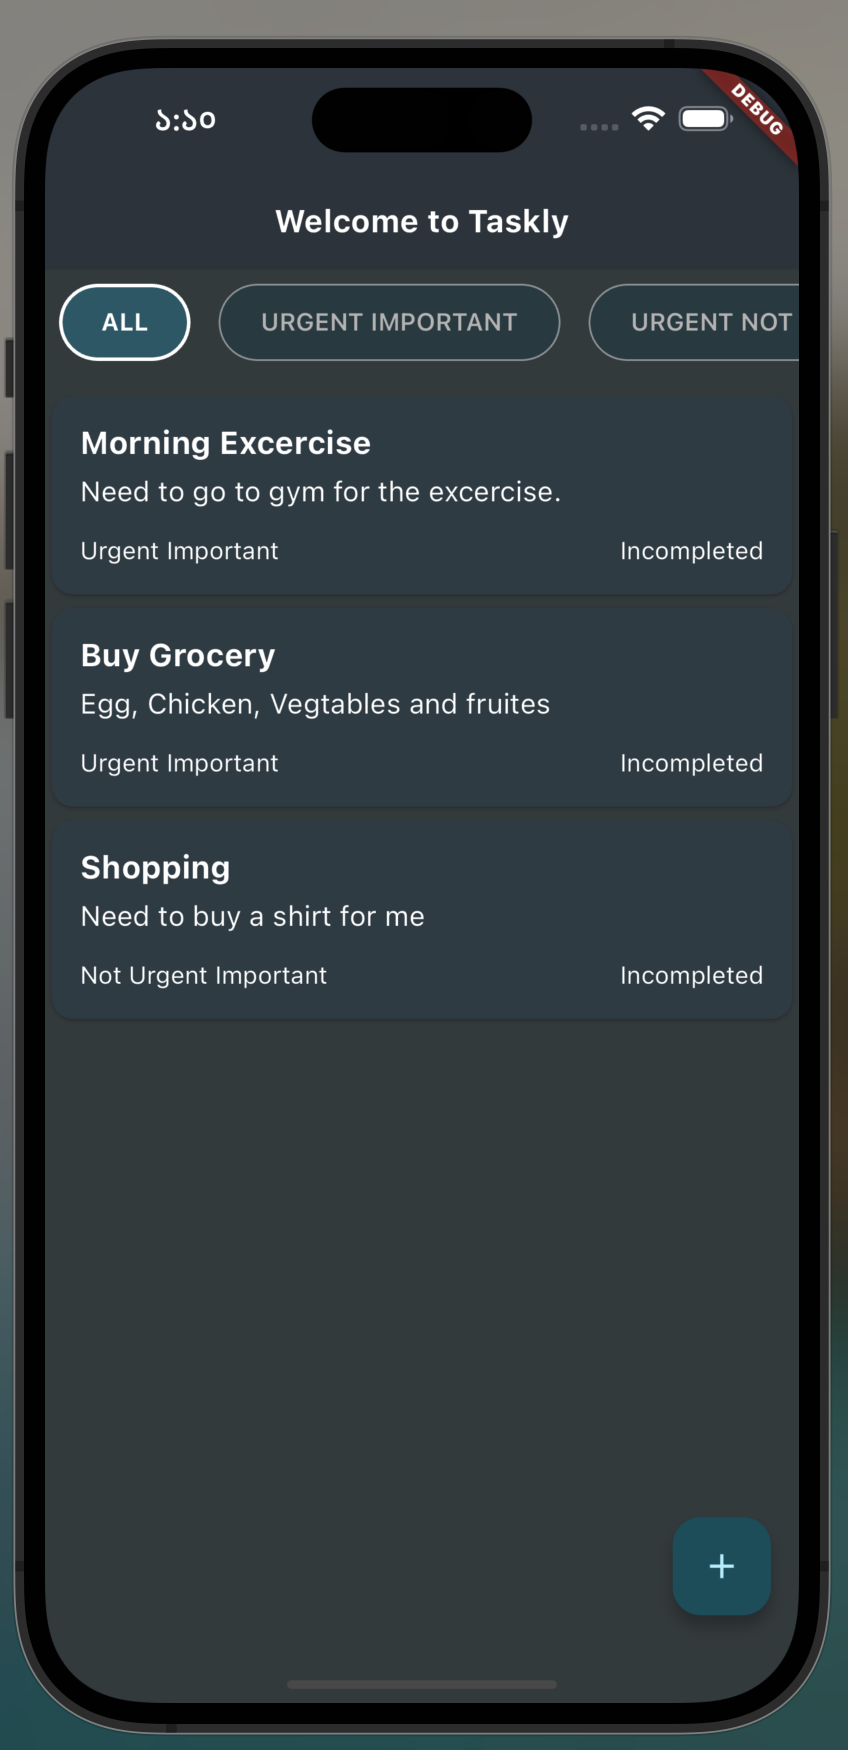 ১:১০
DEBUG
Welcome to Taskly
ALL
URGENT IMPORTANT
URGENT NOT
Morning Excercise
Need to go to gym for the excercise.
Urgent Important
Incompleted
Buy Grocery
Egg, Chicken, Vegtables and fruites
Urgent Important
Incompleted
Shopping
Need to buy a shirt for me
Not Urgent Important
Incompleted